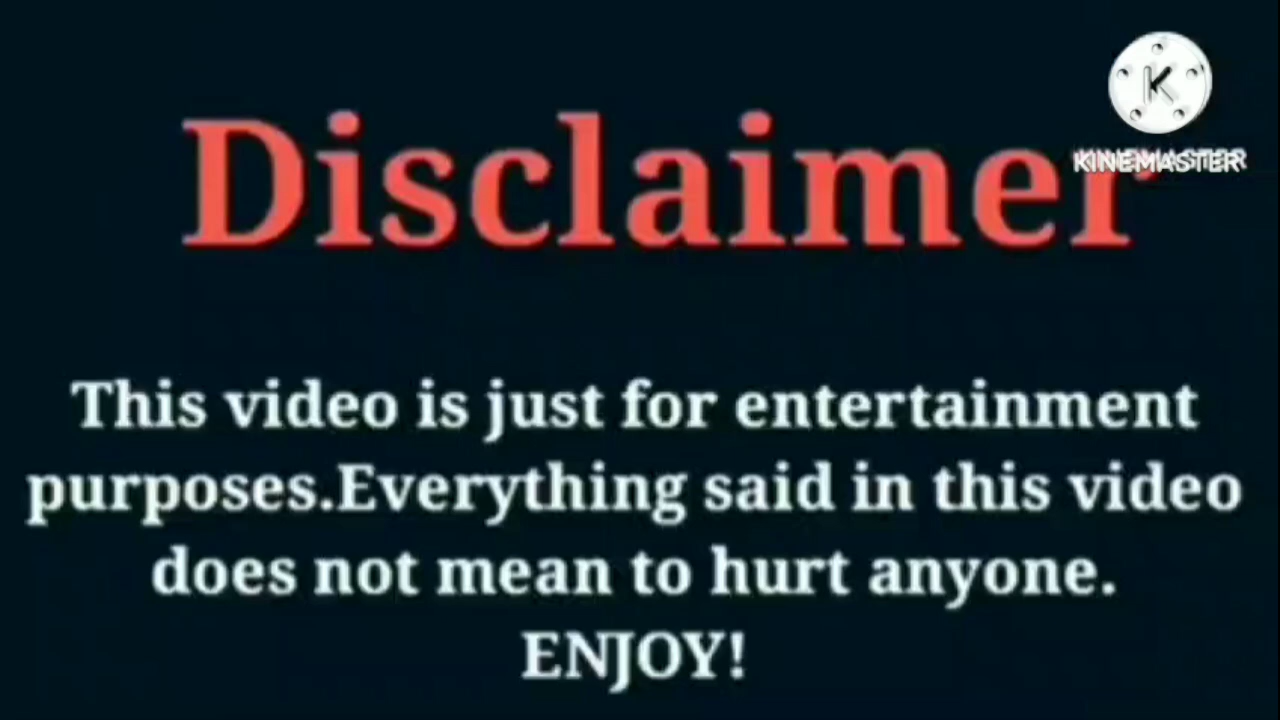 K
KINEMASTER
Disclaimer
This video is just for entertainment
purposes.Everything said in this video
does not mean to hurt anyone.
ENJOY!